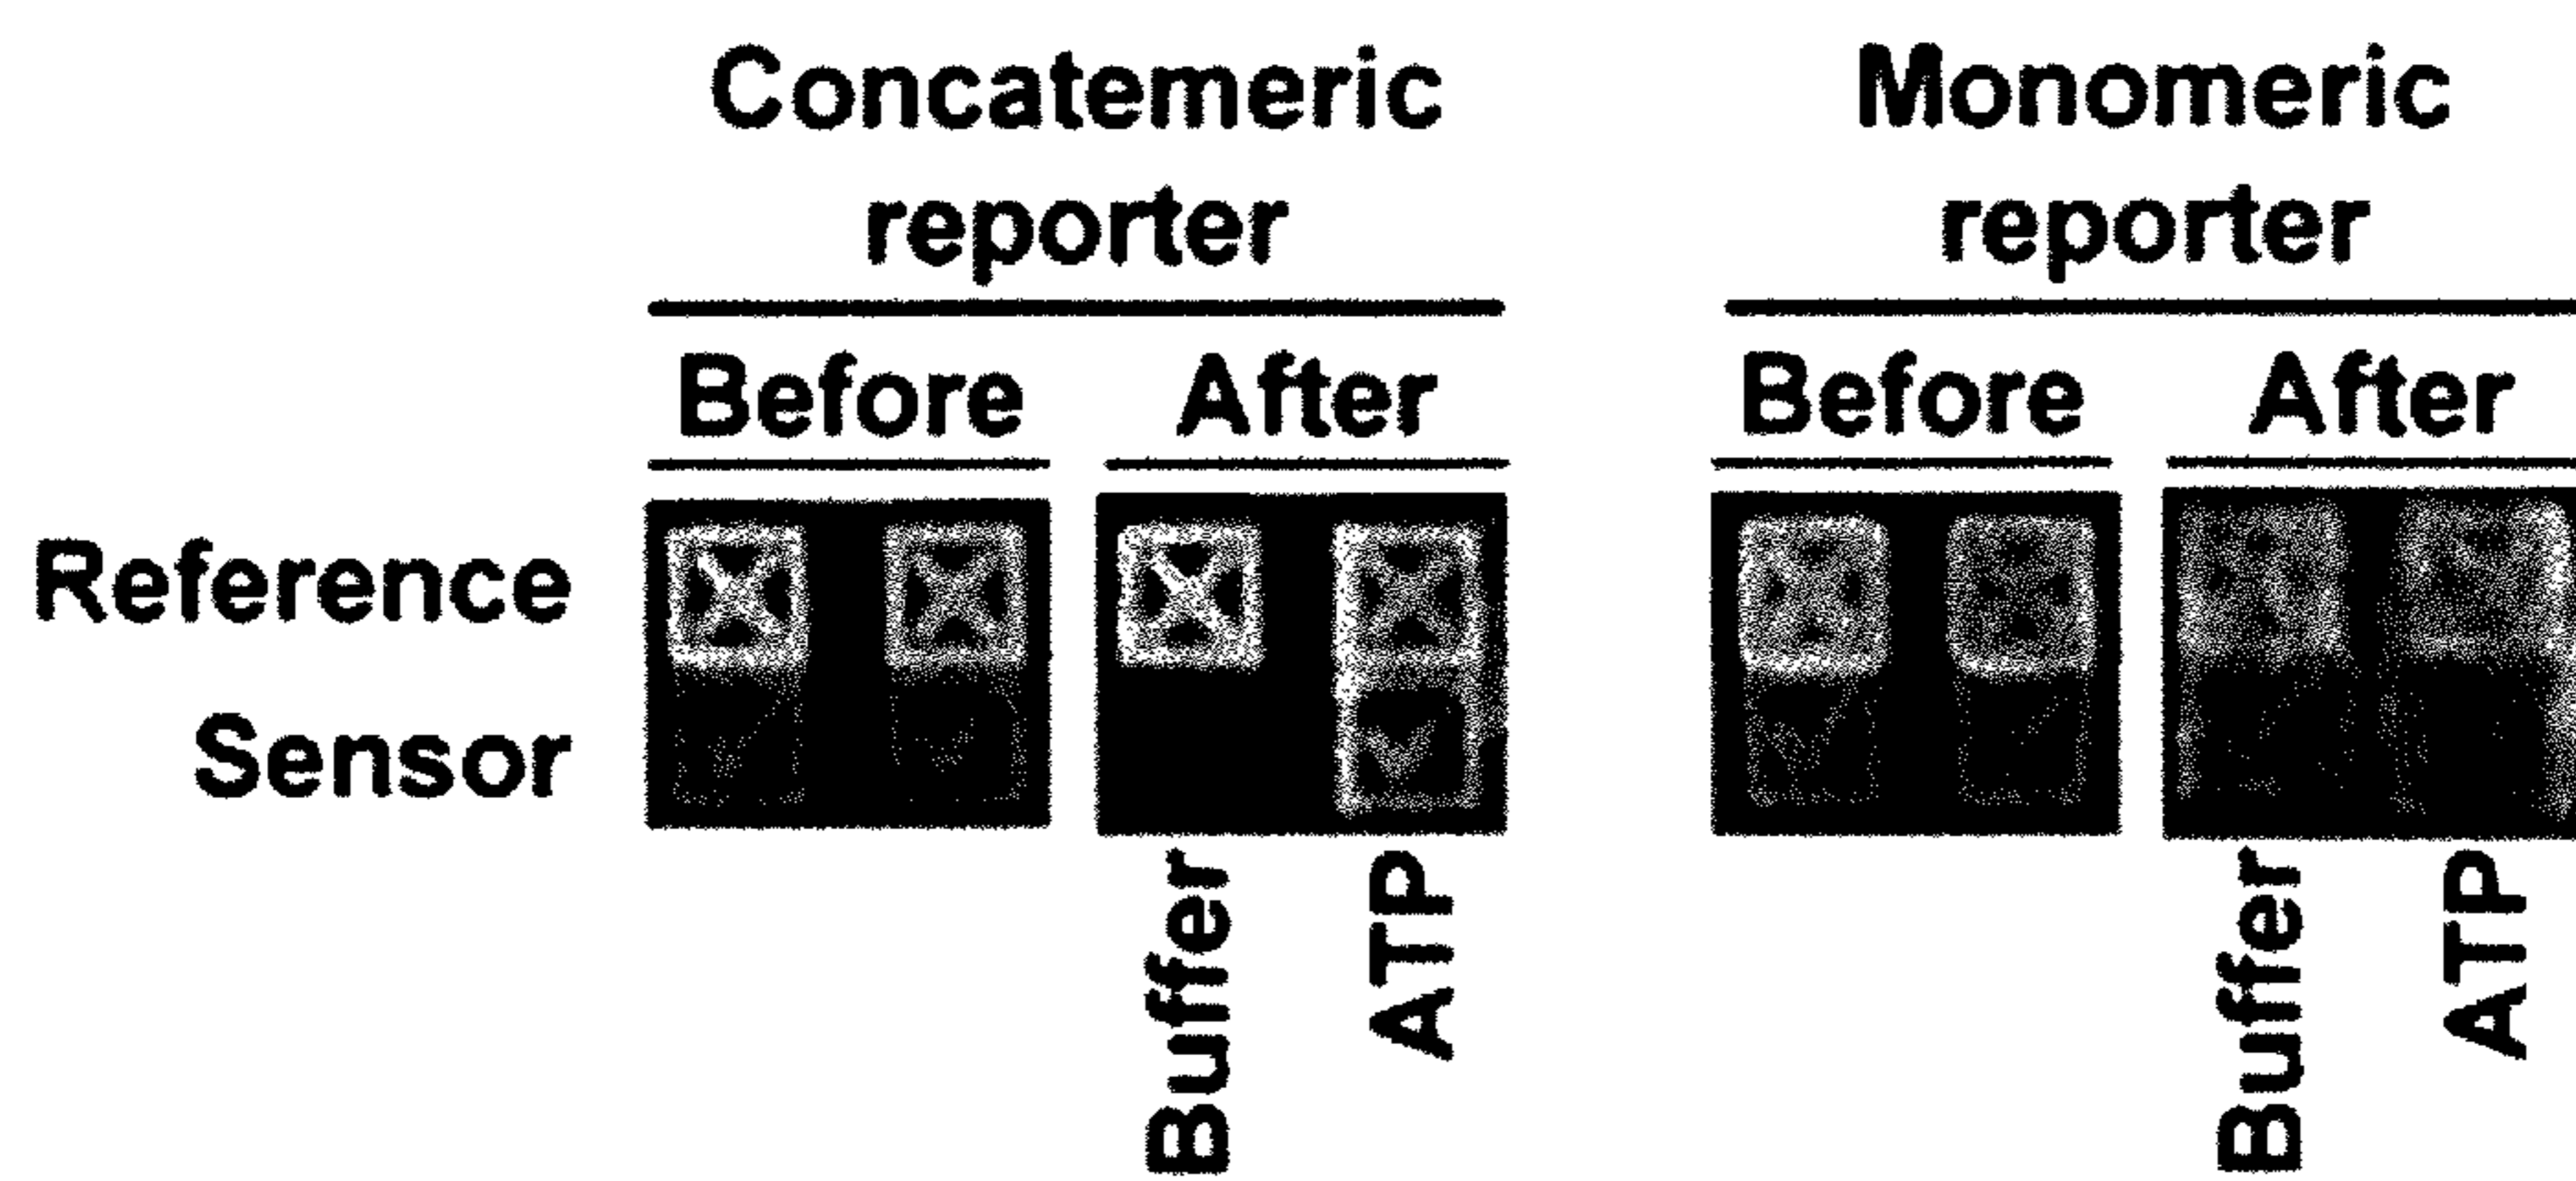 Concatemeric reporter
Monomeric reporter
Before
After
Before
After
Reference
Sensor
Buffer
ATP
Buffer
ATP